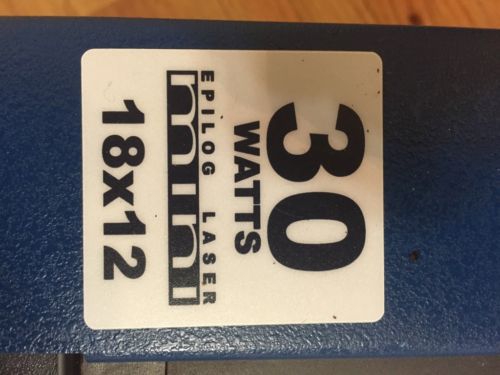 30
WATTS
EPILOG LASER
mini
18x12